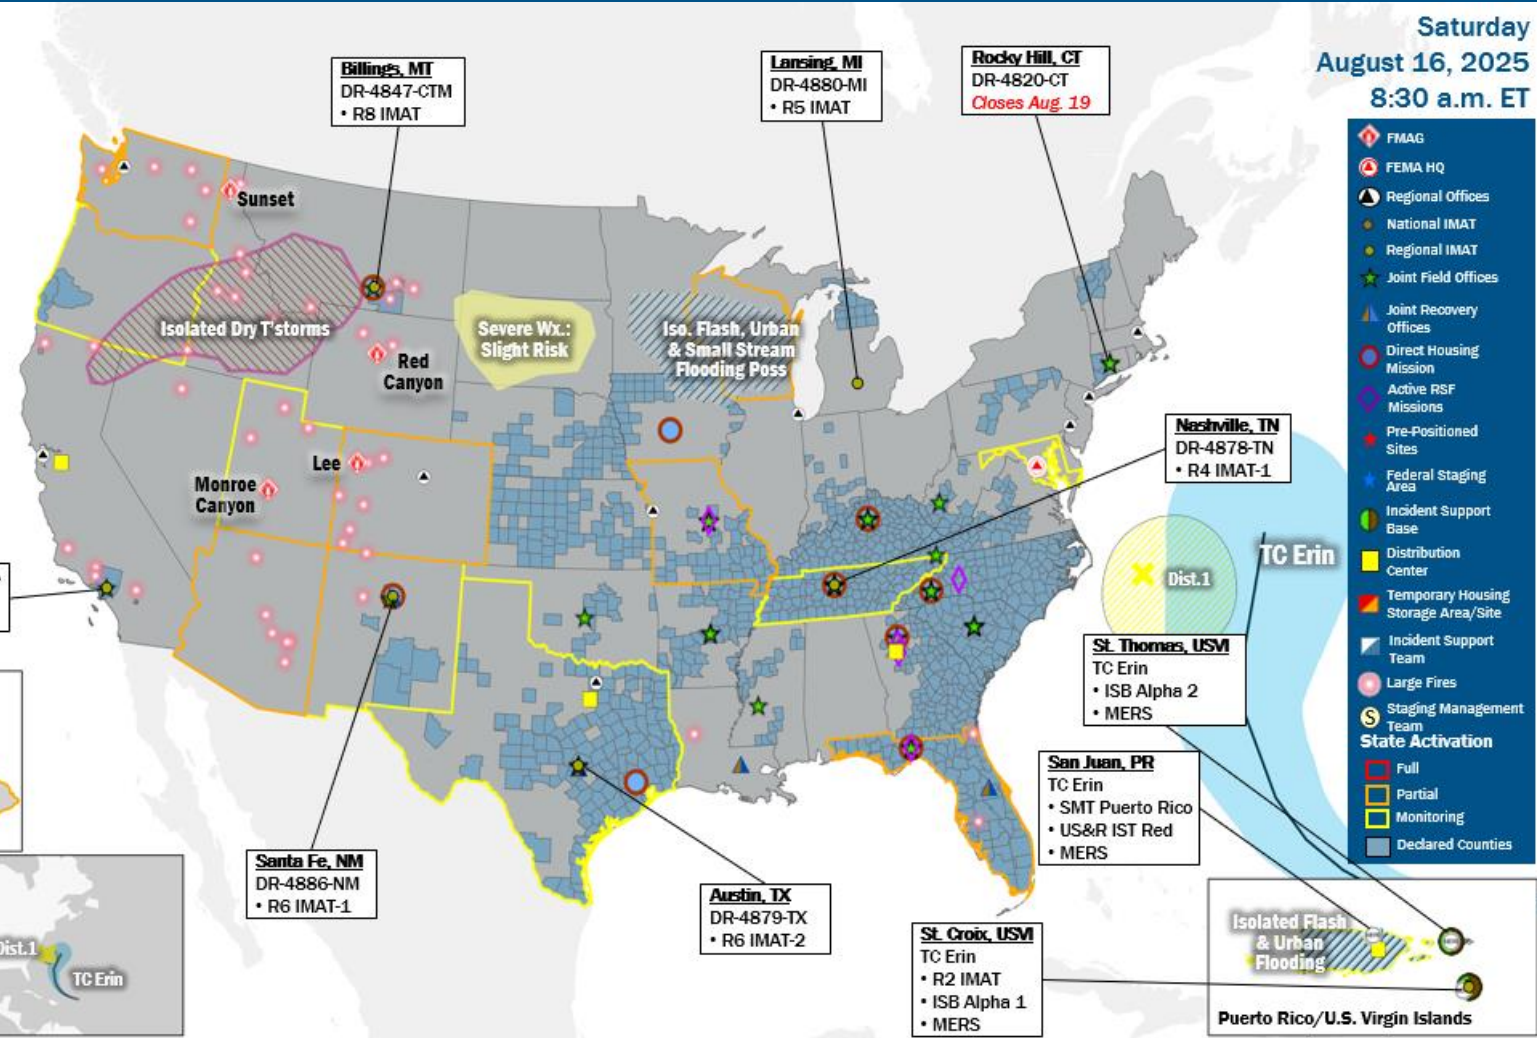 Saturday
August 16, 2025
8:30 a.m. ET
Billings, MT
DR-4847-CTM
• R8 IMAT
Lansing, MI
DR-4880-MI
• R5 IMAT
Rocky Hill, CT
DR-4820-CT
Closes Aug. 19
FMAG
FEMA HQ
Regional Offices
National IMAT
Regional IMAT
Joint Field Offices
Joint Recovery
Offices
Direct Housing
Mission
Active RSF
Missions
Pre-Positioned
Sites
Federal Staging
Area
Incident Support
Base
Distribution
Center
Temporary Housing
Storage Area/Site
Incident Support
Team
Large Fires
S
Staging Management
Team
State Activation
Full
Partial
Monitoring
Declared Counties
Sunset
Isolated Dry T'storms
Red
Canyon
Severe Wx.:
Slight Risk
Iso. Flash, Urban
& Small Stream
Flooding Poss
Lee
Monroe
Canyon
Nashville, TN
DR-4878-TN
• R4 IMAT-1
TC Erin
Dist.1
St. Thomas, USVI
TC Erin
• ISB Alpha 2
• MERS
San Juan, PR
TC Erin
• SMT Puerto Rico
• US&R IST Red
• MERS
Santa Fe, NM
DR-4886-NM
• R6 IMAT-1
Austin, TX
DR-4879-TX
• R6 IMAT-2
St. Croix, USVI
TC Erin
• R2 IMAT
• ISB Alpha 1
• MERS
Isolated Flash
& Urban
Flooding
Puerto Rico/U.S. Virgin Islands
Dist.1
TC Erin